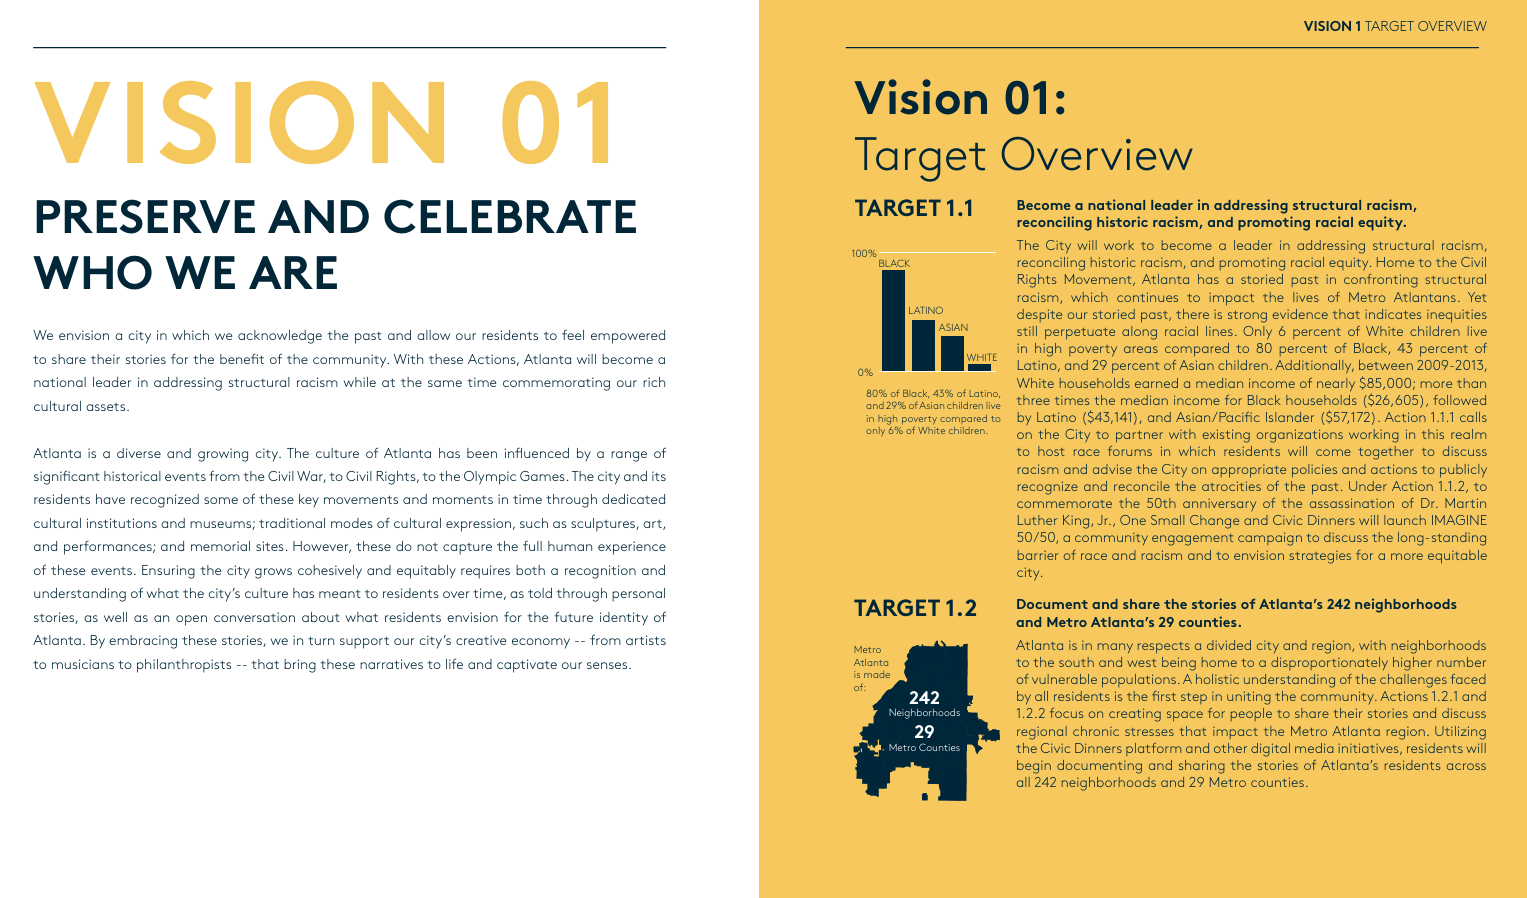 VISION 01
PRESERVE AND CELEBRATE
WHO WE ARE
We envision a city in which we acknowledge the past and allow our residents to feel empowered
to share their stories for the benefit of the community. With these Actions, Atlanta will become a
national leader in addressing structural racism while at the same time commemorating our rich
cultural assets.
Atlanta is a diverse and growing city. The culture of Atlanta has been influenced by a range of
significant historical events from the Civil War, to Civil Rights, to the Olympic Games. The city and its
residents have recognized some of these key movements and moments in time through dedicated
cultural institutions and museums; traditional modes of cultural expression, such as sculptures, art,
and performances; and memorial sites. However, these do not capture the full human experience
of these events. Ensuring the city grows cohesively and equitably requires both a recognition and
understanding of what the city’s culture has meant to residents over time, as told through personal
stories, as well as an open conversation about what residents envision for the future identity of
Atlanta. By embracing these stories, we in turn support our city’s creative economy -- from artists
to musicians to philanthropists -- that bring these narratives to life and captivate our senses.
VISION 1 TARGET OVERVIEW
Vision 01:
Target Overview
TARGET 1.1
100%
BLACK
LATINO
ASIAN
WHITE
0%
80% of Black, 43% of Latino,
and 29% of Asian children live
in high poverty compared to
only 6% of White children.
Become a national leader in addressing structural racism,
reconciling historic racism, and promoting racial equity.
The City will work to become a leader in addressing structural racism,
reconciling historic racism, and promoting racial equity. Home to the Civil
Rights Movement, Atlanta has a storied past in confronting structural
racism, which continues to impact the lives of Metro Atlantans. Yet
despite our storied past, there is strong evidence that indicates inequities
still perpetuate along racial lines. Only 6 percent of White children live
in high poverty areas compared to 80 percent of Black, 43 percent of
Latino, and 29 percent of Asian children. Additionally, between 2009-2013,
White households earned a median income of nearly $85,000; more than
three times the median income for Black households ($26,605), followed
by Latino ($43,141), and Asian/Pacific Islander ($57,172). Action 1.1.1 calls
on the City to partner with existing organizations working in this realm
to host race forums in which residents will come together to discuss
racism and advise the City on appropriate policies and actions to publicly
recognize and reconcile the atrocities of the past. Under Action 1.1.2, to
commemorate the 50th anniversary of the assassination of Dr. Martin
Luther King, Jr., One Small Change and Civic Dinners will launch IMAGINE
50/50, a community engagement campaign to discuss the long-standing
barrier of race and racism and to envision strategies for a more equitable
city.
TARGET 1.2
Metro
Atlanta
is made
of:
242
Neighborhoods
29
Metro Counties
Document and share the stories of Atlanta’s 242 neighborhoods
and Metro Atlanta’s 29 counties.
Atlanta is in many respects a divided city and region, with neighborhoods
to the south and west being home to a disproportionately higher number
of vulnerable populations. A holistic understanding of the challenges faced
by all residents is the first step in uniting the community. Actions 1.2.1 and
1.2.2 focus on creating space for people to share their stories and discuss
regional chronic stresses that impact the Metro Atlanta region. Utilizing
the Civic Dinners platform and other digital media initiatives, residents will
begin documenting and sharing the stories of Atlanta’s residents across
all 242 neighborhoods and 29 Metro counties.